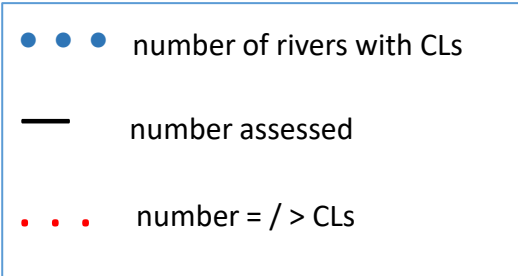 number of rivers with CLs
number assessed
number = / > CLs